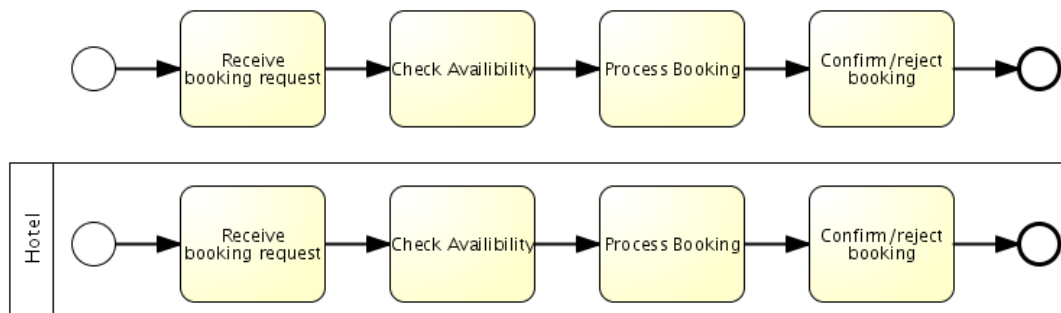 Receive
booking request
Check Availibility
Process Booking
Confirm/reject
booking
Hotel
Receive
booking request
Check Availibility
Process Booking
Confirm/reject
booking